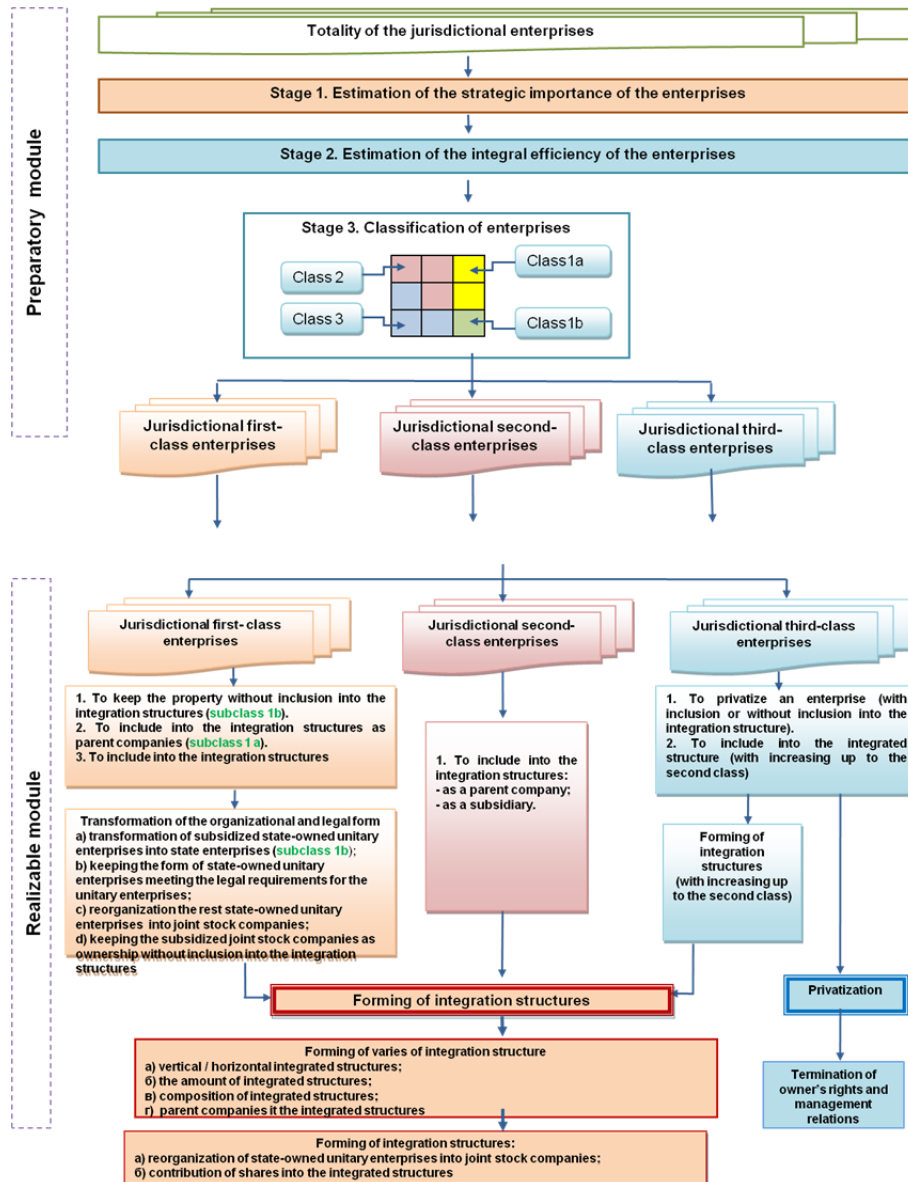 Preparatory module
Totality of the jurisdictional enterprises
Stage 1. Estimation of the strategic importance of the enterprises
Stage 2. Estimation of the integral efficiency of the enterprises
Stage 3. Classification of enterprises
Class 2
Class1a
Class 3
Class1b
Jurisdictional first-
class enterprises
Jurisdictional second-
class enterprises
Jurisdictional third-
class enterprises
Realizable module
Jurisdictional first-class
enterprises
Jurisdictional second-
class enterprises
Jurisdictional third-class
enterprises
1. To keep the property without inclusion into the
integration structures (subclass 1b).
2. To include into the integration structures as
parent companies (subclass 1 a).
3. To include into the integration structures
Transformation of the organizational and legal form
a) transformation of subsidized state-owned unitary
enterprises into state enterprises (subclass 1b);
b) keeping the form of state-owned unitary
enterprises meeting the legal requirements for the
unitary enterprises;
c) reorganization the rest state-owned unitary
enterprises into joint stock companies;
d) keeping the subsidized joint stock companies as
ownership without inclusion into the integration
structures
1. To include into the
integration structures:
- as a parent company;
- as a subsidiary.
1. To privatize an enterprise (with
inclusion or without inclusion into the
integration structure).
2. To include into the integrated
structure (with increasing up to the
second class)
Forming of
integration
structures
(with increasing up
to the second class)
Forming of integration structures
Privatization
Forming of varies of integration structure
a) vertical / horizontal integrated structures;
б) the amount of integrated structures;
в) composition of integrated structures;
г) parent companies it the integrated structures
Termination of
owner's rights and
management
relations
Forming of integration structures:
a) reorganization of state-owned unitary enterprises into joint stock companies;
б) contribution of shares into the integrated structures